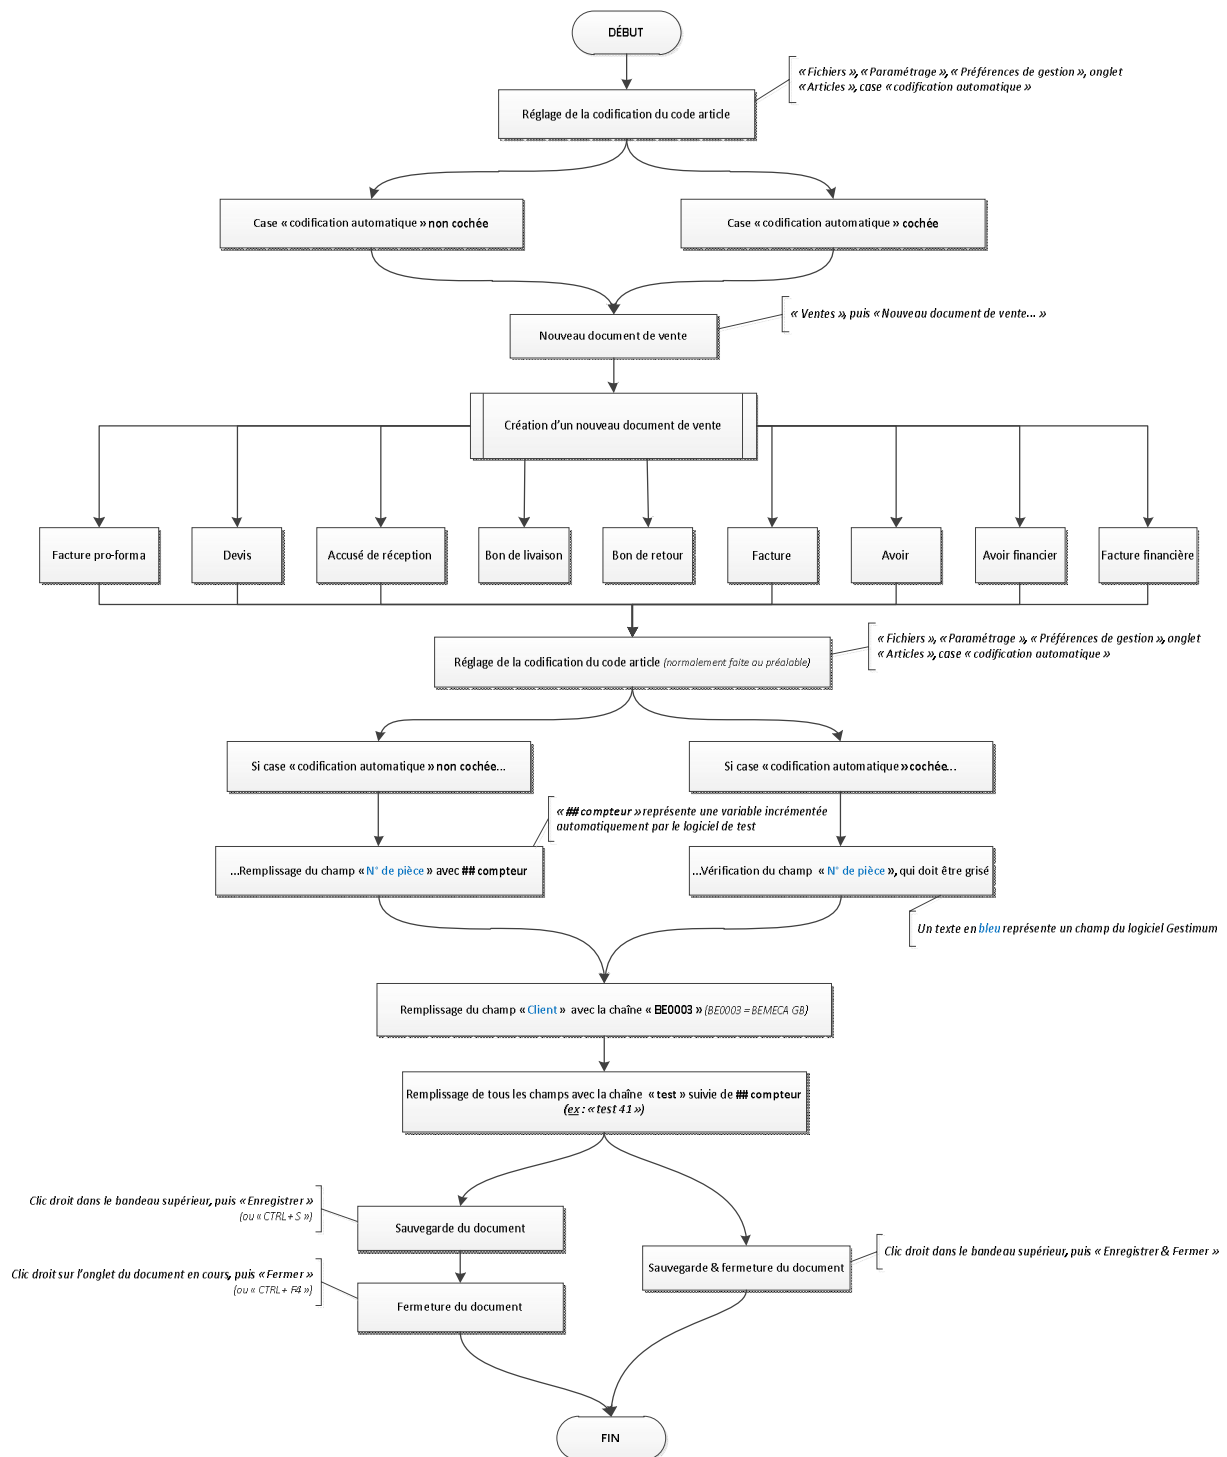 DÉBUT
« Fichiers », « Paramétrage », « Préférences de gestion », onglet
« Articles », case « codification automatique »
Réglage de la codification du code article
Case « codification automatique » non cochée
Case « codification automatique » cochée
« Ventes », puis « Nouveau document de vente... »
Nouveau document de vente
Création d'un nouveau document de vente
Facture pro-forma
Devis
Accusé de réception
Bon de livaison
Bon de retour
Facture
Avoir
Avoir financier
Facture financière
« Fichiers », « Paramétrage », « Préférences de gestion », onglet
« Articles », case « codification automatique »
Réglage de la codification du code article (normalement faite au préalable)
Si case « codification automatique » non cochée...
Si case « codification automatique » cochée...
« ## compteur » représente une variable incrémentée
automatiquement par le logiciel de test
...Remplissage du champ « N° de pièce » avec ## compteur
...Vérification du champ « N° de pièce », qui doit être grisé
Un texte en bleu représente un champ du logiciel Gestimum
Remplissage du champ « Client » avec la chaîne « BE0003 » (BE0003 = BEMECA GB)
Remplissage de tous les champs avec la chaîne « test » suivie de ## compteur
(ex : « test 41 »)
Clic droit dans le bandeau supérieur, puis « Enregistrer »
(ou « CTRL + S »)
Sauvegarde du document
Clic droit dans le bandeau supérieur, puis « Enregistrer & Fermer »
Sauvegarde & fermeture du document
Clic droit sur l'onglet du document en cours, puis « Fermer »
(ou « CTRL + F4 »)
Fermeture du document
FIN